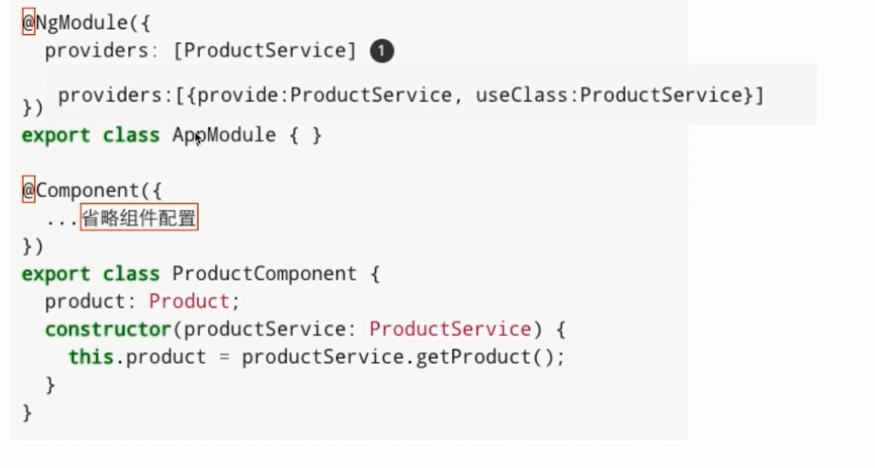 @NgModule({
providers: [ProductService] 1
providers:[{provide:ProductService, useClass:ProductService}]
})
export class AppModule { }
@Component({
...省略组件配置
})
export class ProductComponent {
product: Product;
constructor(productService: ProductService) {
this.product = productService.getProduct();
}
}